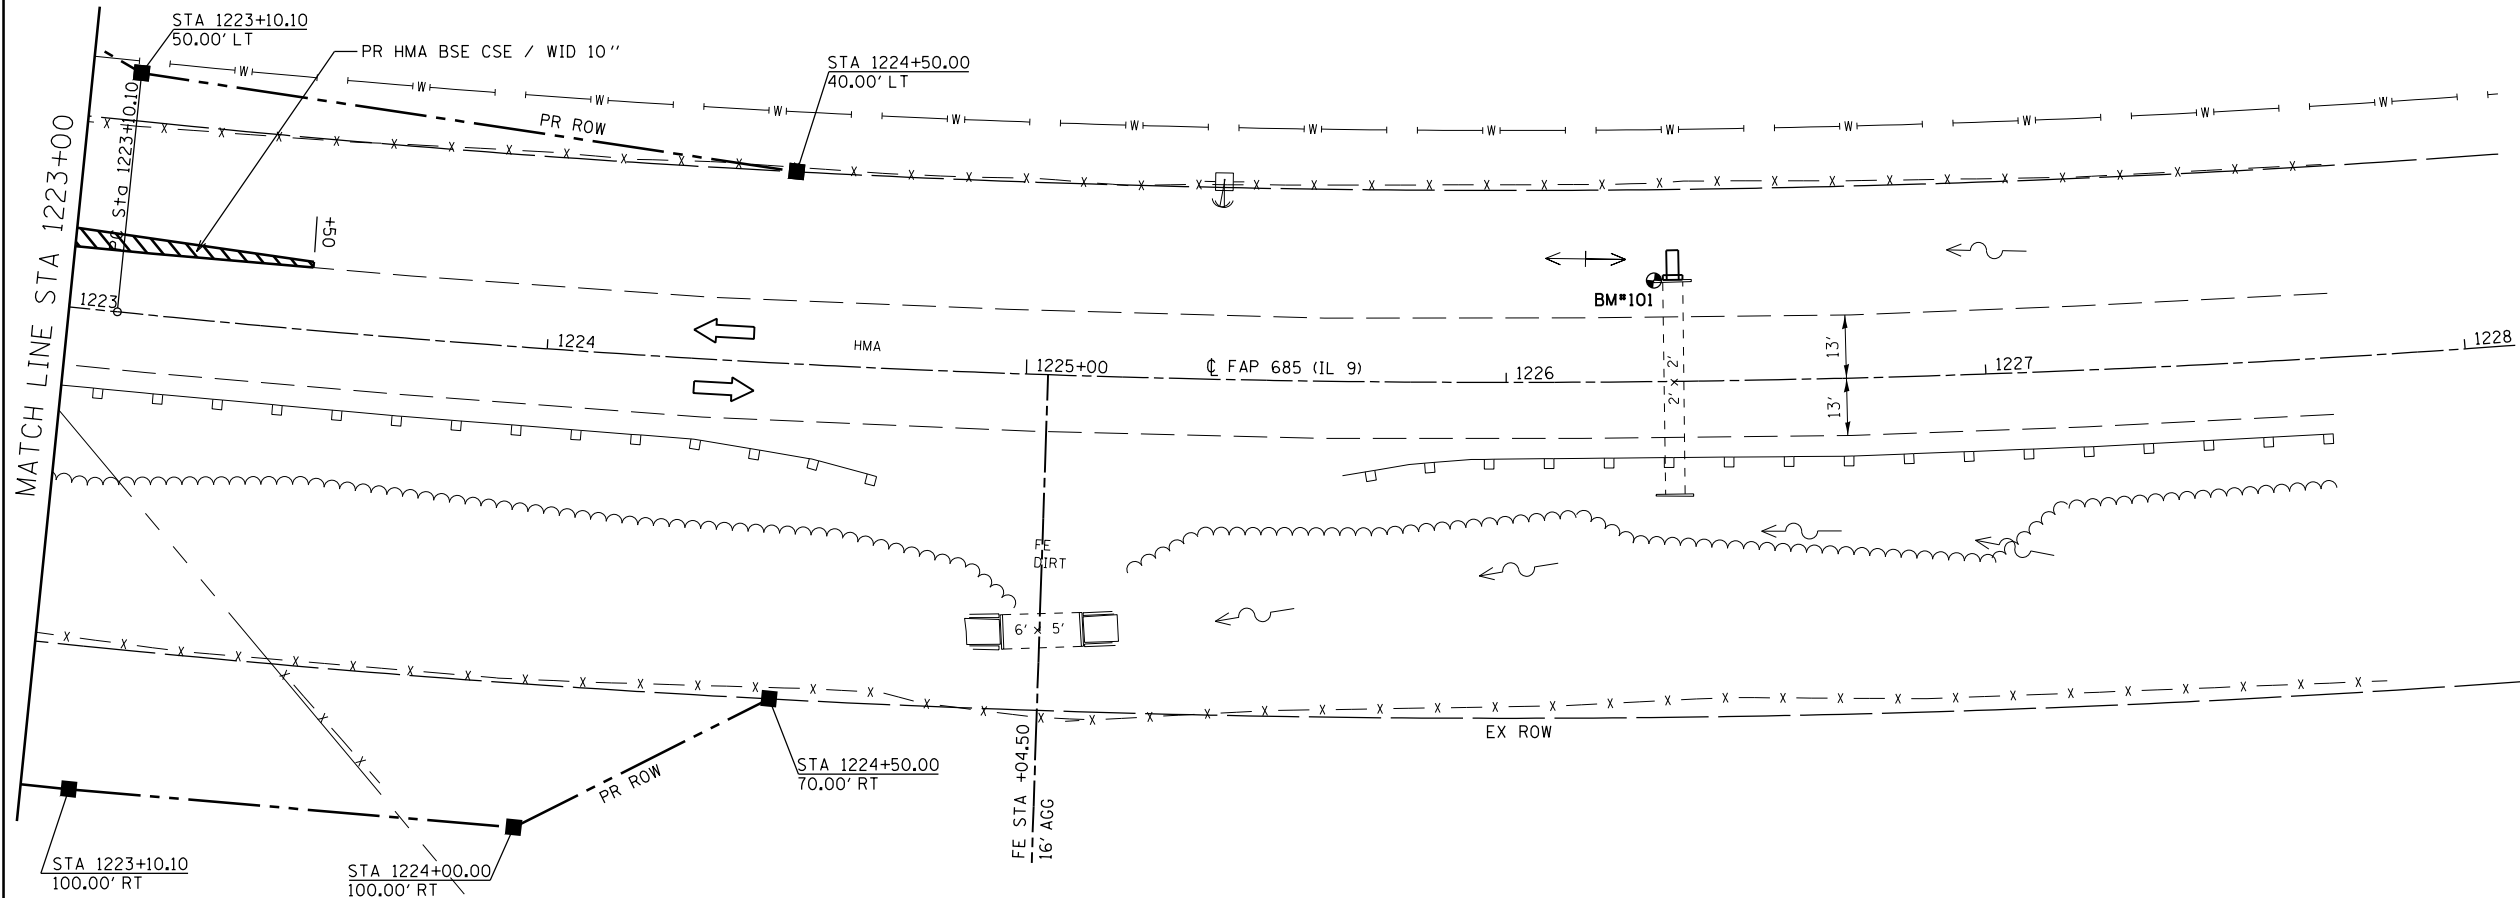 STA 1223+10.10
50.00' LT
PR HMA BSE CSE / WID 10"
STA 1224+50.00
40.00' LT
W
W
W
W
W
W
W
W
W
W
W
W
W
PR ROW
MATCH LINE STA 1223+00
Sta 1223+10.10
+50
BM#101
1223
1224
HMA
1225+00
℄ FAP 685 (IL 9)
1226
2' x 2'
13'
13'
1227
1228
FE
DIRT
6' x 5'
EX ROW
FE STA +04.50
16' AGG
STA 1224+50.00
70.00' RT
PR ROW
STA 1223+10.10
100.00' RT
STA 1224+00.00
100.00' RT